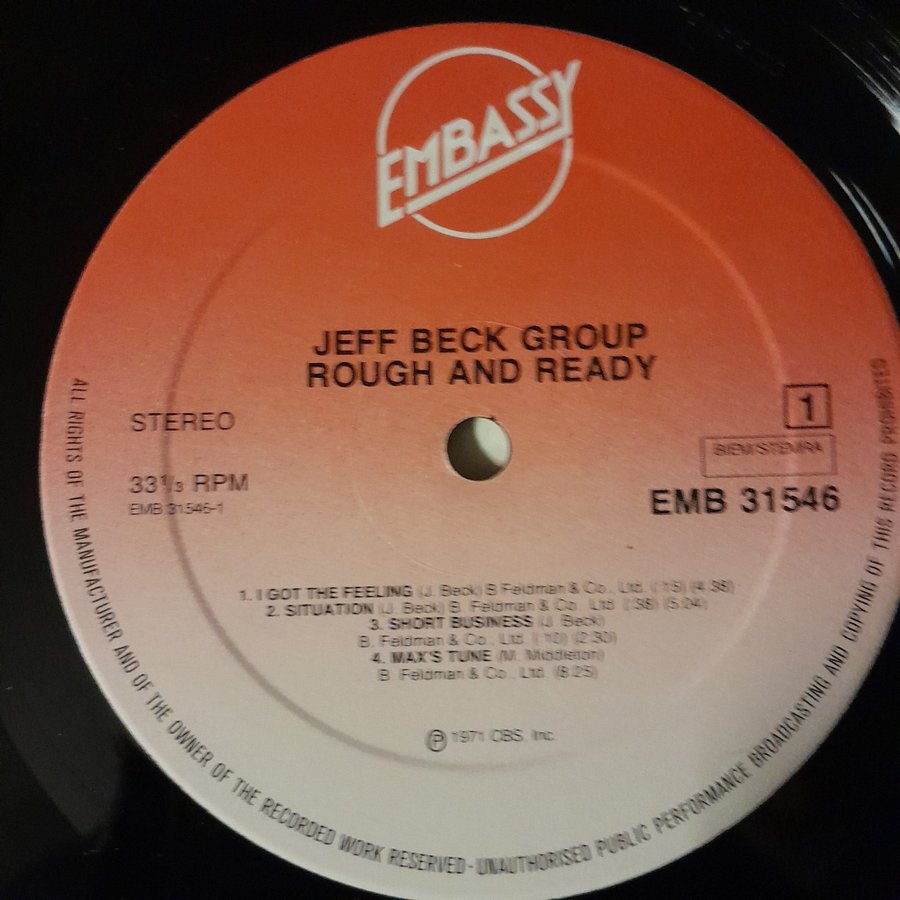 EMBASSY
JEFF BECK GROUP
ROUGH AND READY
STEREO
1
BIEM/STEMRA
33⅓ RPM
EMB 31546-1
EMB 31546
1. I GOT THE FEELING (J. Beck) B. Feldman & Co., Ltd. (:15) (4:38)
2. SITUATION (J. Beck) B. Feldman & Co., Ltd. (:38) (5:04)
3. SHORT BUSINESS (J. Beck)
B. Feldman & Co., Ltd. (:10) (2:30)
4. MAX'S TUNE (M. Middleton)
B. Feldman & Co., Ltd. (8:25)
℗ 1971 CBS. Inc.
ALL RIGHTS OF THE MANUFACTURER AND OF THE OWNER OF THE RECORDED WORK RESERVED - UNAUTHORISED PUBLIC PERFORMANCE BROADCASTING AND COPYING OF THIS RECORD PROHIBITED